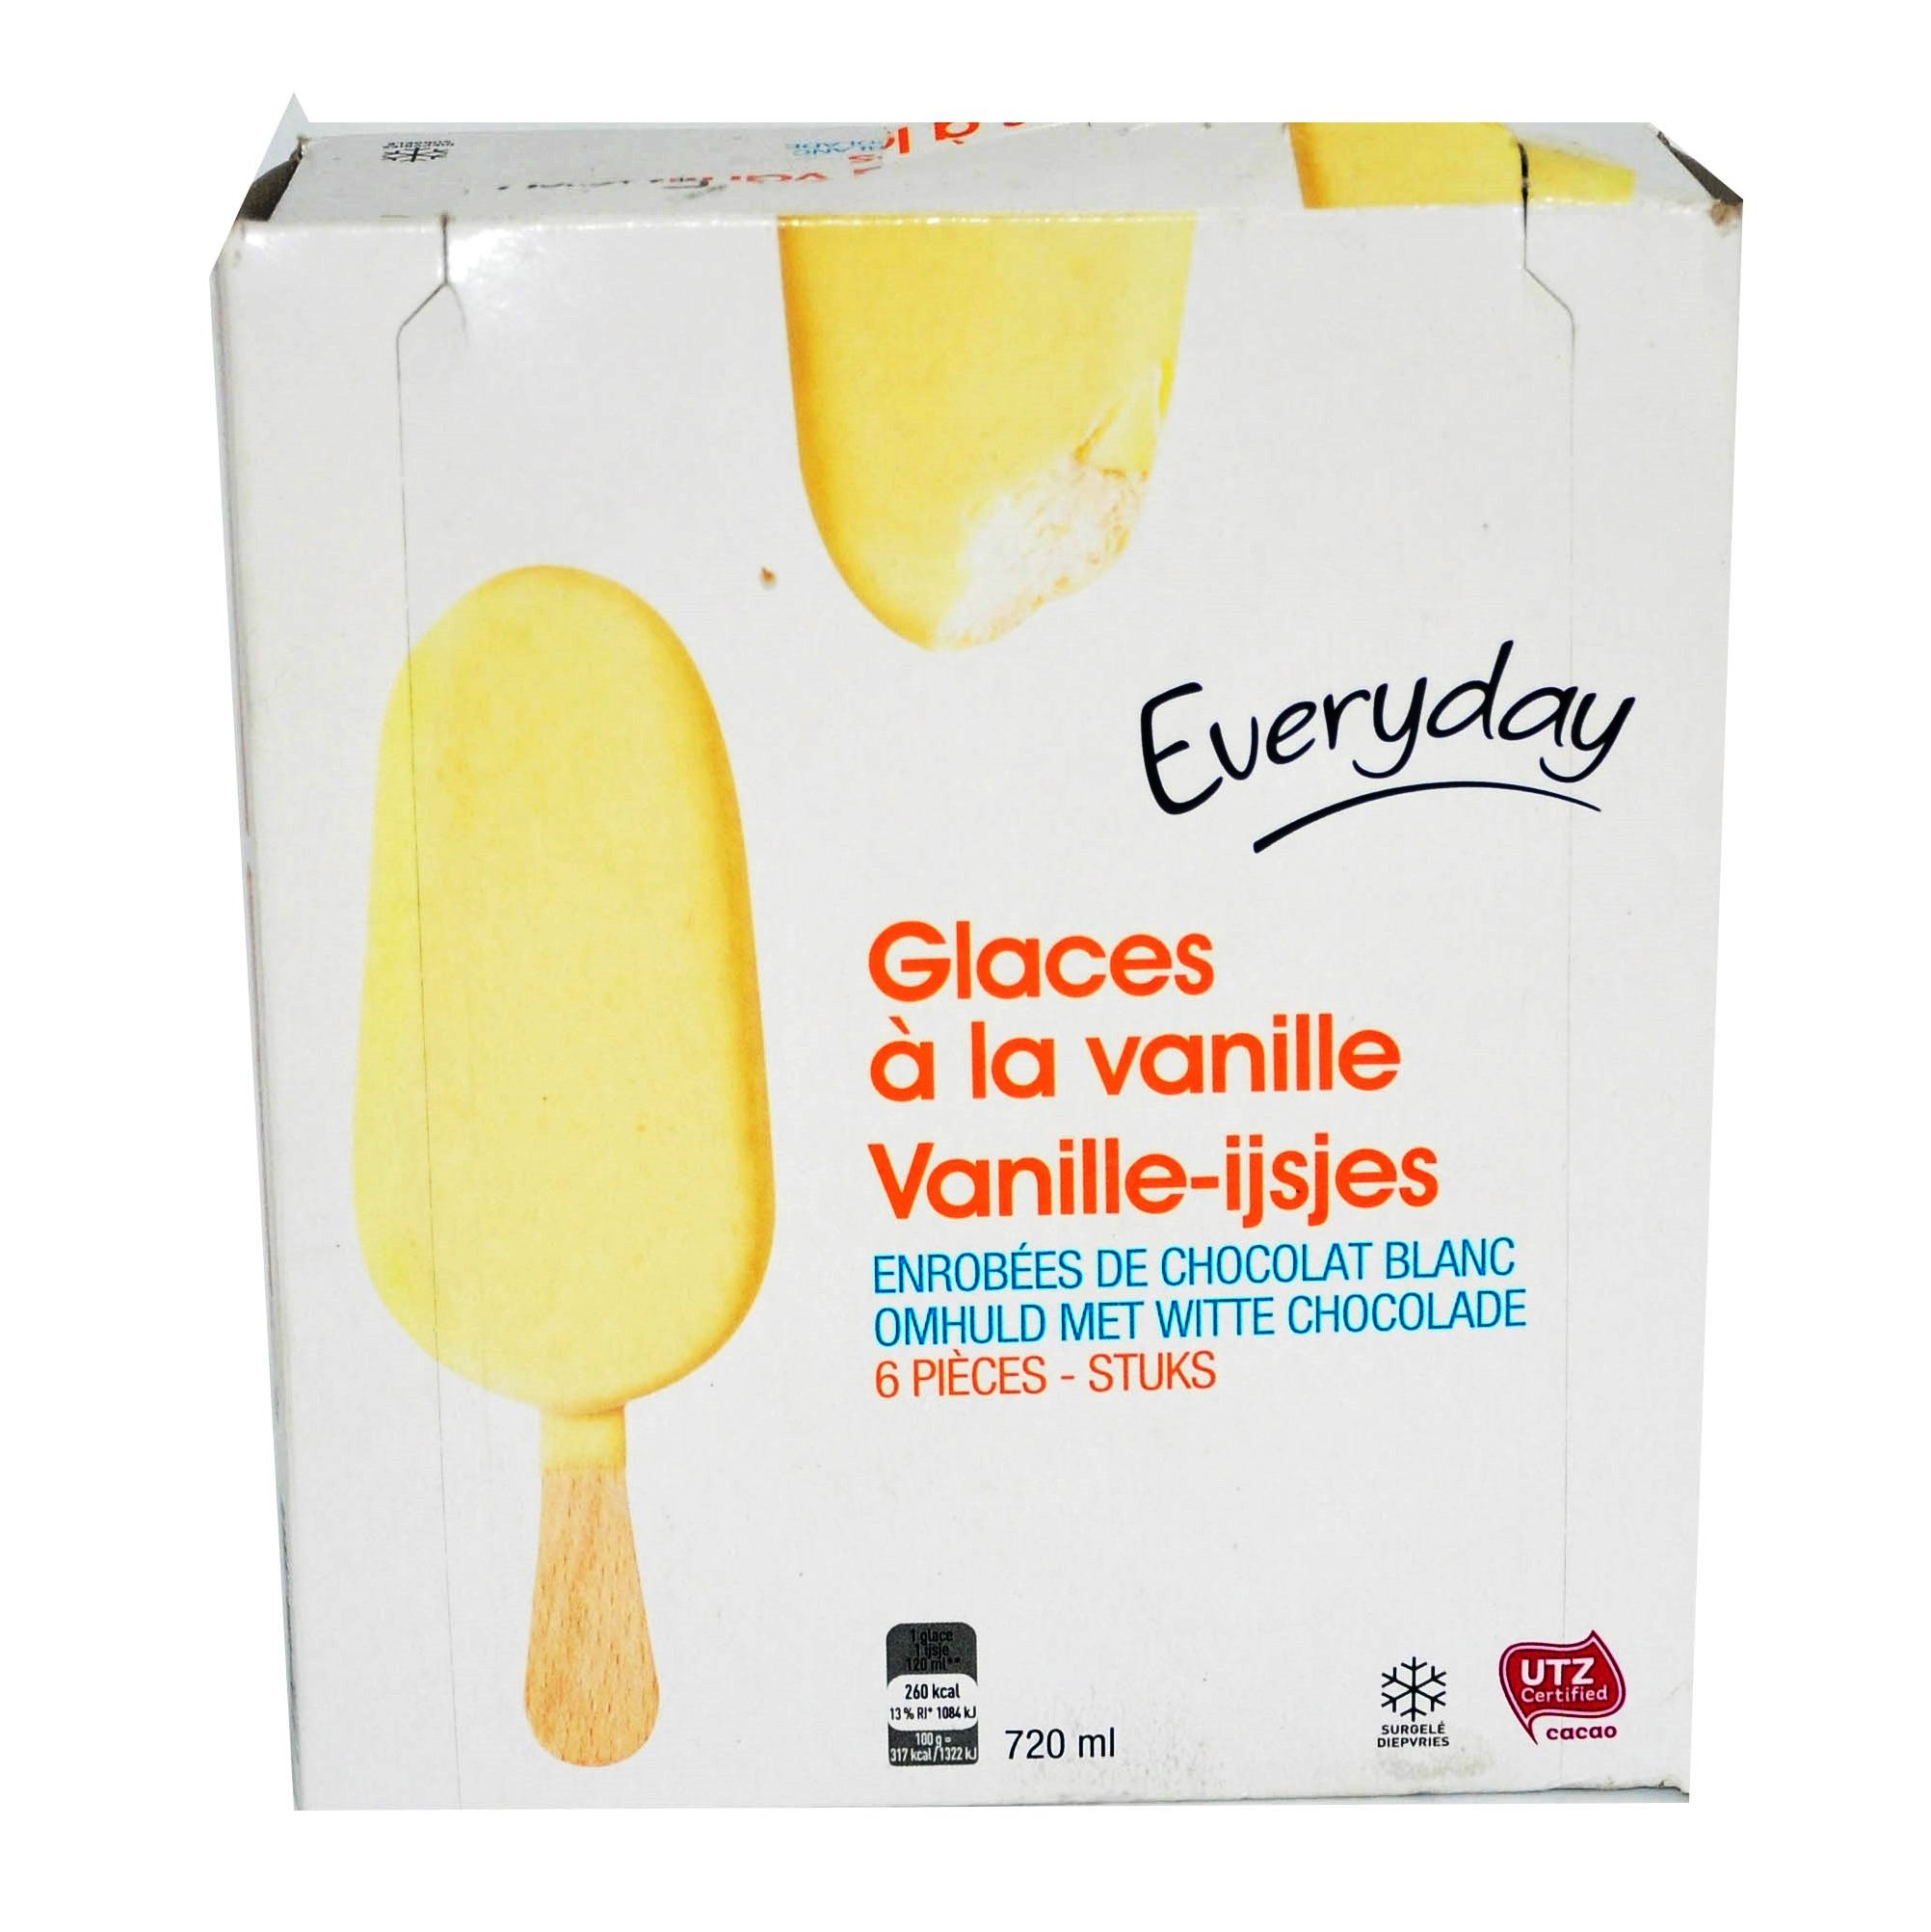 Everyday
Glaces
à la vanille
Vanille-ijsjes
ENROBÉES DE CHOCOLAT BLANC
OMHULD MET WITTE CHOCOLADE
6 PIÈCES - STUKS
1 glace
1 ijsje
120 ml**
260 kcal
13 % RI* 1084 kJ
100 g =
317 kcal/1322 kJ
720 ml
SURGELÉ
DIEPVRIES
UTZ
Certified
cacao